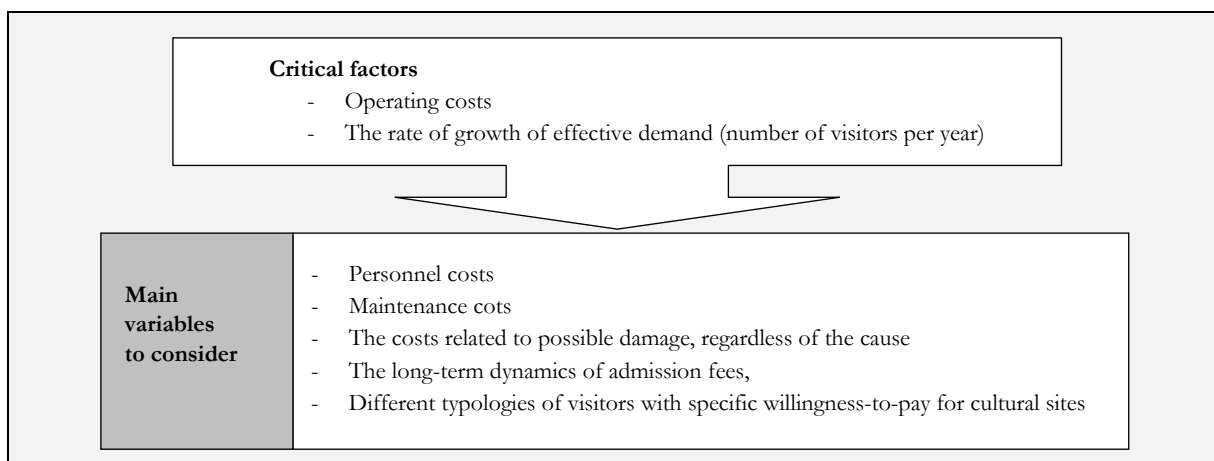 Critical factors
- Operating costs
- The rate of growth of effective demand (number of visitors per year)
Main
variables
to consider
- Personnel costs
- Maintenance cots
- The costs related to possible damage, regardless of the cause
- The long-term dynamics of admission fees,
- Different typologies of visitors with specific willingness-to-pay for cultural sites